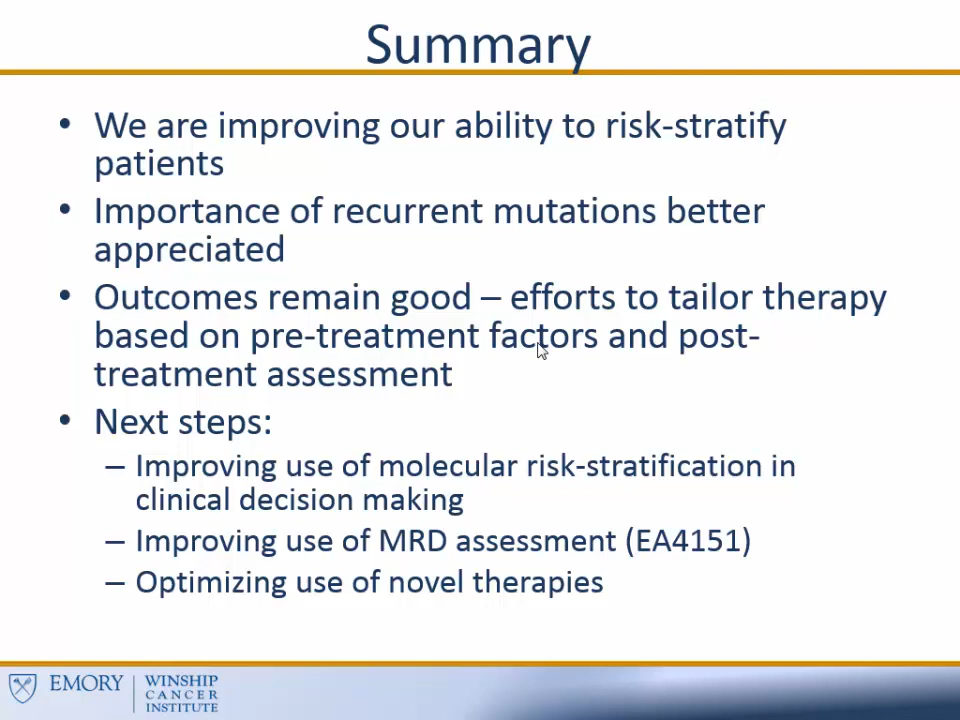 Summary
• We are improving our ability to risk-stratify
patients
• Importance of recurrent mutations better
appreciated
• Outcomes remain good – efforts to tailor therapy
based on pre-treatment factors and post-
treatment assessment
• Next steps:
– Improving use of molecular risk-stratification in
clinical decision making
– Improving use of MRD assessment (EA4151)
– Optimizing use of novel therapies
EMORY
WINSHIP
CANCER
INSTITUTE